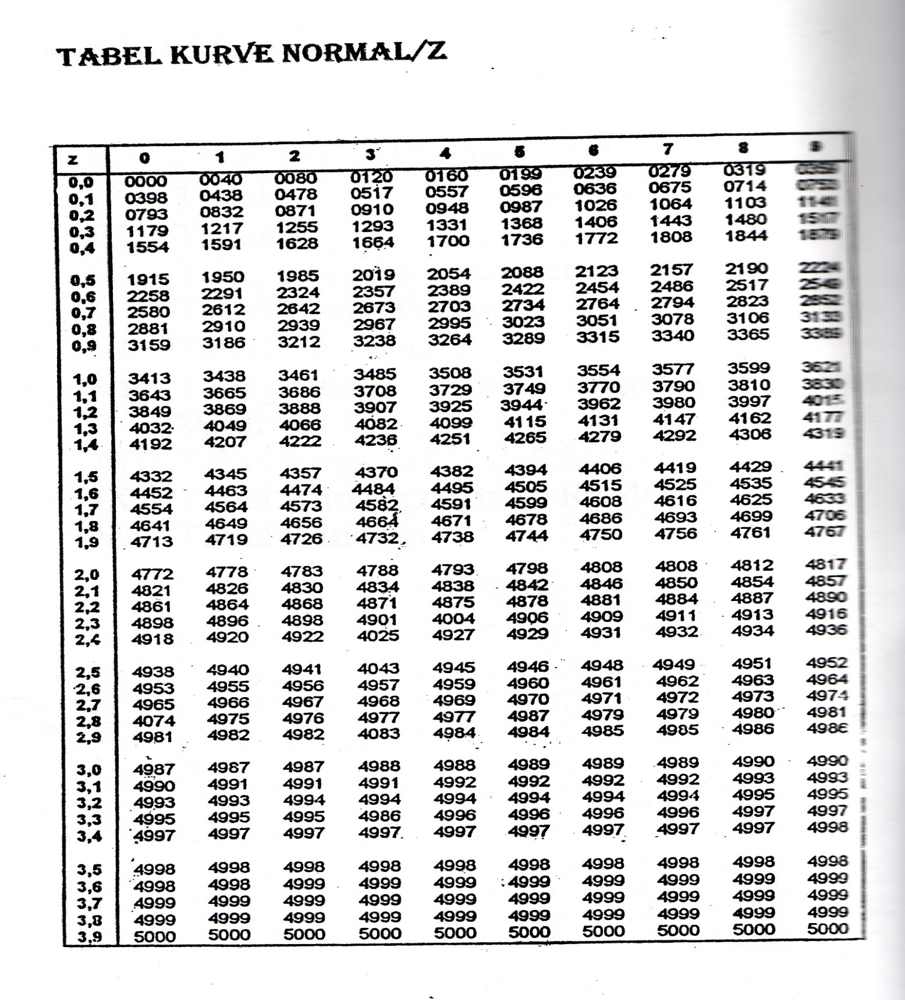 TABEL KURVE NORMAL/Z
z 0 1 2 3 4 5 6 7 8 9
0,0 0000 0040 0080 0120 0160 0199 0239 0279 0319 0359
0,1 0398 0438 0478 0517 0557 0596 0636 0675 0714 0753
0,2 0793 0832 0871 0910 0948 0987 1026 1064 1103 1141
0,3 1179 1217 1255 1293 1331 1368 1406 1443 1480 1517
0,4 1554 1591 1628 1664 1700 1736 1772 1808 1844 1879
0,5 1915 1950 1985 2019 2054 2088 2123 2157 2190 2224
0,6 2258 2291 2324 2357 2389 2422 2454 2486 2517 2549
0,7 2580 2612 2642 2673 2703 2734 2764 2794 2823 2852
0,8 2881 2910 2939 2967 2995 3023 3051 3078 3106 3133
0,9 3159 3186 3212 3238 3264 3289 3315 3340 3365 3389
1,0 3413 3438 3461 3485 3508 3531 3554 3577 3599 3621
1,1 3643 3665 3686 3708 3729 3749 3770 3790 3810 3830
1,2 3849 3869 3888 3907 3925 3944 3962 3980 3997 4015
1,3 4032 4049 4066 4082 4099 4115 4131 4147 4162 4177
1,4 4192 4207 4222 4236 4251 4265 4279 4292 4306 4319
1,5 4332 4345 4357 4370 4382 4394 4406 4419 4429 4441
1,6 4452 4463 4474 4484 4495 4505 4515 4525 4535 4545
1,7 4554 4564 4573 4582 4591 4599 4608 4616 4625 4633
1,8 4641 4649 4656 4664 4671 4678 4686 4693 4699 4706
1,9 4713 4719 4726 4732 4738 4744 4750 4756 4761 4767
2,0 4772 4778 4783 4788 4793 4798 4808 4808 4812 4817
2,1 4821 4826 4830 4834 4838 4842 4846 4850 4854 4857
2,2 4861 4864 4868 4871 4875 4878 4881 4884 4887 4890
2,3 4898 4896 4898 4901 4004 4906 4909 4911 4913 4916
2,4 4918 4920 4922 4025 4927 4929 4931 4932 4934 4936
2,5 4938 4940 4941 4043 4945 4946 4948 4949 4951 4952
2,6 4953 4955 4956 4957 4959 4960 4961 4962 4963 4964
2,7 4965 4966 4967 4968 4969 4970 4971 4972 4973 4974
2,8 4074 4975 4976 4977 4977 4987 4979 4979 4980 4981
2,9 4981 4982 4982 4083 4984 4984 4985 4985 4986 4986
3,0 4987 4987 4987 4988 4988 4989 4989 4989 4990 4990
3,1 4990 4991 4991 4991 4992 4992 4992 4992 4993 4993
3,2 4993 4993 4994 4994 4994 4994 4994 4994 4995 4995
3,3 4995 4995 4995 4986 4996 4996 4996 4996 4997 4997
3,4 4997 4997 4997 4997 4997 4997 4997 4997 4997 4998
3,5 4998 4998 4998 4998 4998 4998 4998 4998 4998 4998
3,6 4998 4998 4999 4999 4999 4999 4999 4999 4999 4999
3,7 4999 4999 4999 4999 4999 4999 4999 4999 4999 4999
3,8 4999 4999 4999 4999 4999 4999 4999 4999 4999 4999
3,9 5000 5000 5000 5000 5000 5000 5000 5000 5000 5000